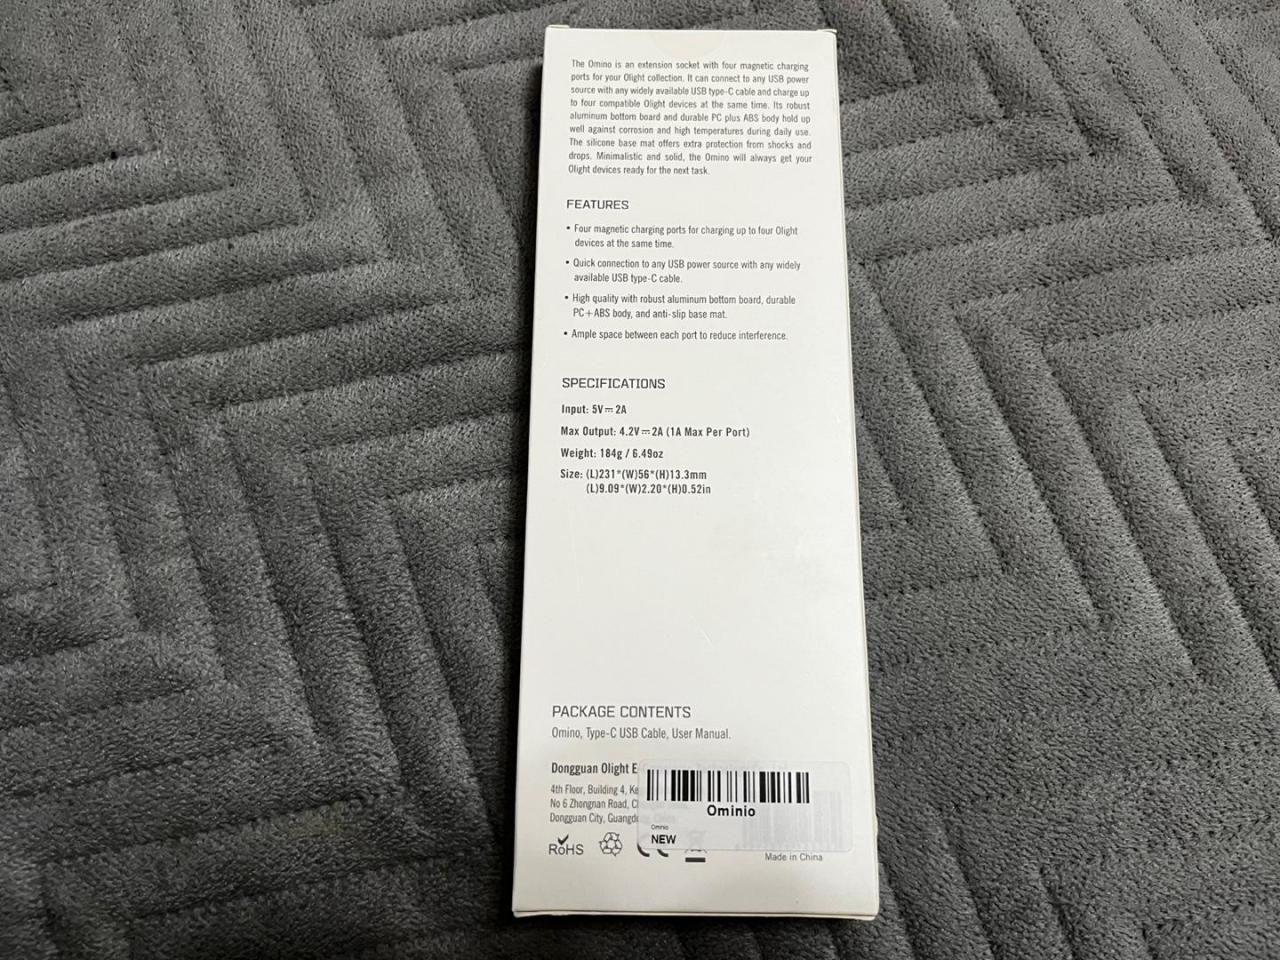 The Omino is an extension socket with four magnetic charging
ports for your Olight collection. It can connect to any USB power
source with any widely available USB type-C cable and charge up
to four compatible Olight devices at the same time. Its robust
aluminum bottom board and durable PC plus ABS body hold up
well against corrosion and high temperatures during daily use.
The silicone base mat offers extra protection from shocks and
drops. Minimalistic and solid, the Omino will always get your
Olight devices ready for the next task.
FEATURES
• Four magnetic charging ports for charging up to four Olight
devices at the same time.
• Quick connection to any USB power source with any widely
available USB type-C cable.
• High quality with robust aluminum bottom board, durable
PC+ABS body, and anti-slip base mat.
• Ample space between each port to reduce interference.
SPECIFICATIONS
Input: 5V⎓2A
Max Output: 4.2V⎓2A (1A Max Per Port)
Weight: 184g / 6.49oz
Size: (L)231*(W)56*(H)13.3mm
(L)9.09*(W)2.20*(H)0.52in
PACKAGE CONTENTS
Omino, Type-C USB Cable, User Manual.
Dongguan Olight E
4th Floor, Building 4, Ke
No 6 Zhongnan Road, C
Dongguan City, Guangd
Ominio
Ominio
NEW
RoHS
CE
Made in China